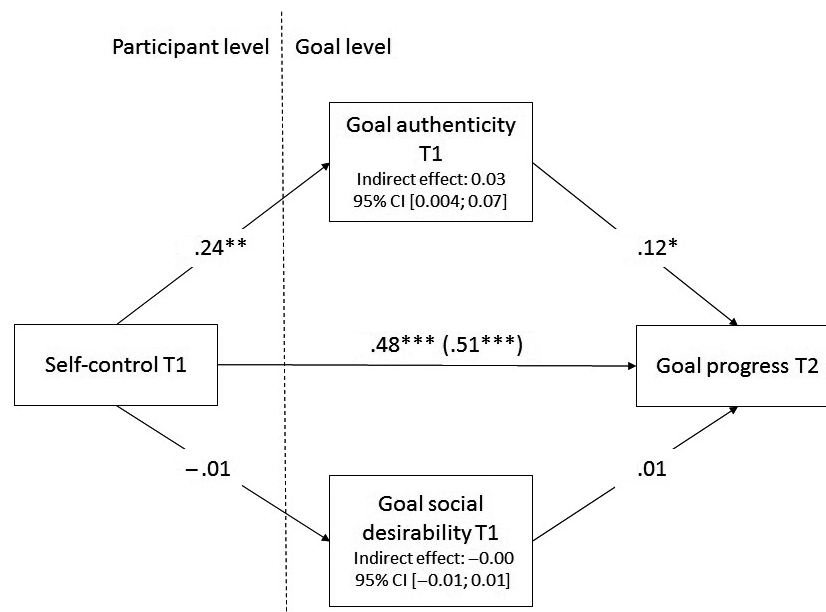 Participant level
Goal level
Goal authenticity
T1
Indirect effect: 0.03
95% CI [0.004; 0.07]
.24**
.12*
Self-control T1
.48*** (.51***)
Goal progress T2
–.01
.01
Goal social
desirability T1
Indirect effect: –0.00
95% CI [–0.01; 0.01]